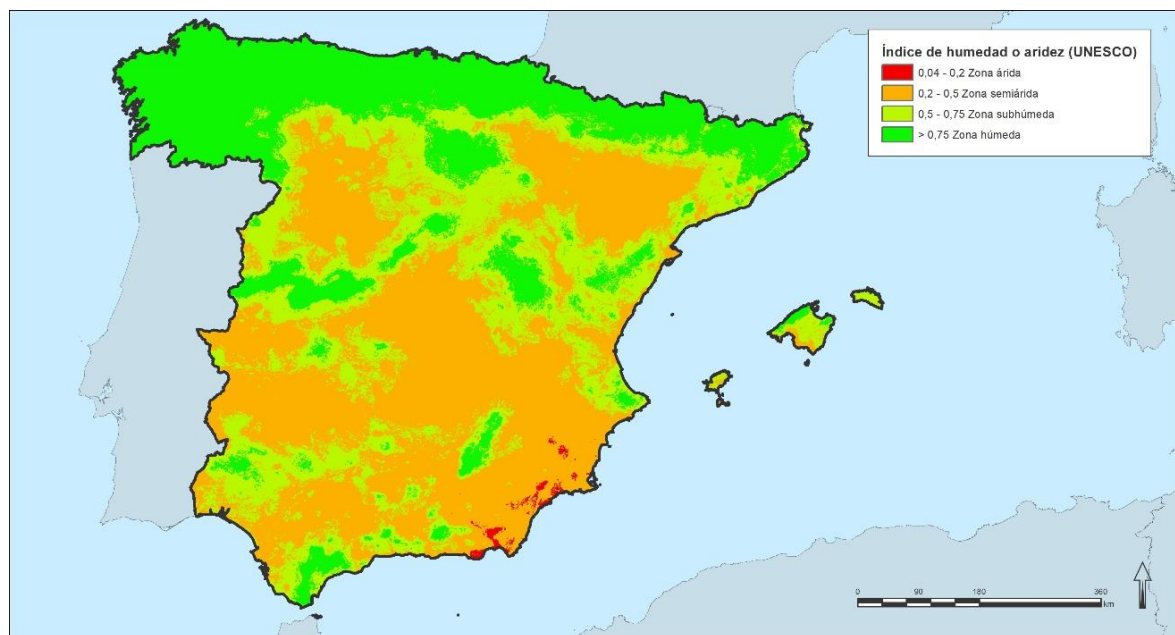 Índice de humedad o aridez (UNESCO)
0,04 - 0,2 Zona árida
0,2 - 0,5 Zona semiárida
0,5 - 0,75 Zona subhúmeda
> 0,75 Zona húmeda
0 90 180 360
km